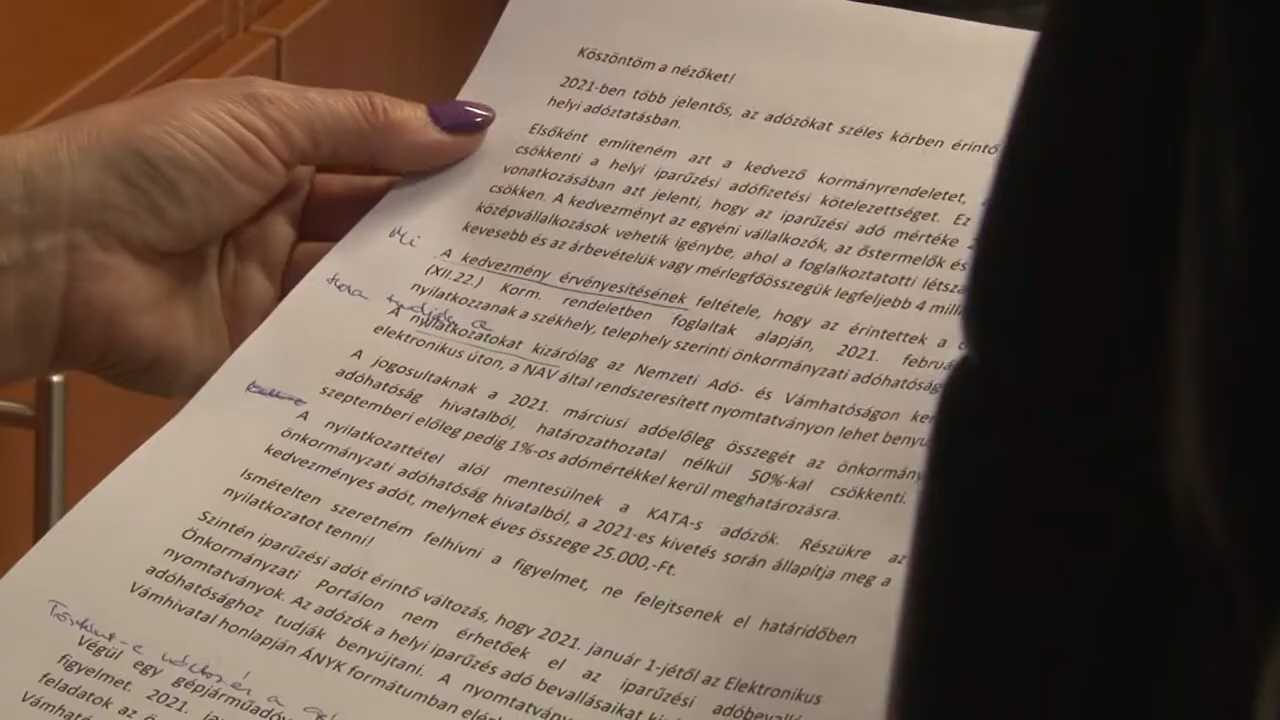 Köszöntöm a nézőket!
2021-ben több jelentős, az adózókat széles körben érintő
helyi adóztatásban.
Elsőként említeném azt a kedvező kormányrendeletet,
csökkenti a helyi iparűzési adófizetési kötelezettséget. Ez
vonatkozásában azt jelenti, hogy az iparűzési adó mértéke
csökken. A kedvezményt az egyéni vállalkozók, az őstermelők és
középvállalkozások vehetik igénybe, ahol a foglalkoztatotti létsz
kevesebb és az árbevételük vagy mérlegfőösszegük legfeljebb 4 milli
Mi
A kedvezmény érvényesítésének feltétele, hogy az érintettek a
(XII.22.) Korm. rendeletben foglaltak alapján, 2021. februá
nyilatkozzanak a székhely, telephely szerinti önkormányzati adóhatóság
A nyilatkozatokat kizárólag az Nemzeti Adó- és Vámhatóságon ker
elektronikus úton, a NAV által rendszeresített nyomtatványon lehet benyú
A jogosultaknak a 2021. márciusi adóelőleg összegét az önkormány
adóhatóság hivatalból, határozathozatal nélkül 50%-kal csökkenti.
szeptemberi előleg pedig 1%-os adómértékkel kerül meghatározásra.
A nyilatkozattétel alól mentesülnek a KATA-s adózók. Részükre az
önkormányzati adóhatóság hivatalból, a 2021-es kivetés során állapítja meg a
kedvezményes adót, melynek éves összege 25.000,-Ft.
Ismételten szeretném felhívni a figyelmet, ne felejtsenek el határidőben
nyilatkozatot tenni!
Szintén iparűzési adót érintő változás, hogy 2021. január 1-jétől az Elektronikus
Önkormányzati Portálon nem érhetőek el az iparűzési adóbevall
nyomtatványok. Az adózók a helyi iparűzés adó bevallásaikat
adóhatósághoz tudják benyújtani. A nyomtatván
Vámhivatal honlapján ÁNYK formátumban elér
Végül egy gépjárműadó
figyelmet. 2021.
feladatok az
Vámható